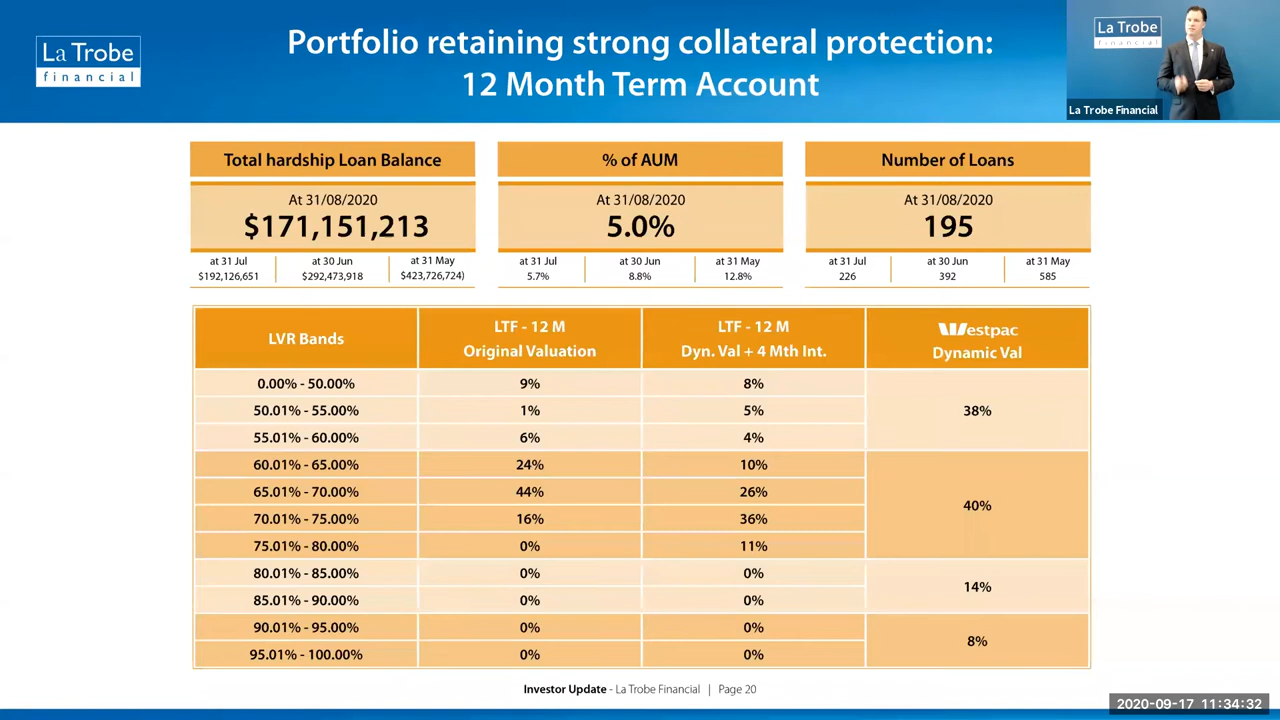 La Trobe
financial
Portfolio retaining strong collateral protection:
12 Month Term Account
La Trobe
financial
La Trobe Financial
Total hardship Loan Balance
At 31/08/2020
$171,151,213
at 31 Jul
at 30 Jun
at 31 May
$192,126,651
$292,473,918
$423,726,724)
% of AUM
At 31/08/2020
5.0%
at 31 Jul
at 30 Jun
at 31 May
5.7%
8.8%
12.8%
Number of Loans
At 31/08/2020
195
at 31 Jul
at 30 Jun
at 31 May
226
392
585
LVR Bands
LTF - 12 M
Original Valuation
LTF - 12 M
Dyn. Val + 4 Mth Int.
Westpac
Dynamic Val
0.00% - 50.00% 9% 8%
50.01% - 55.00% 1% 5% 38%
55.01% - 60.00% 6% 4%
60.01% - 65.00% 24% 10%
65.01% - 70.00% 44% 26%
40%
70.01% - 75.00% 16% 36%
75.01% - 80.00% 0% 11%
80.01% - 85.00% 0% 0%
14%
85.01% - 90.00% 0% 0%
90.01% - 95.00% 0% 0%
8%
95.01% - 100.00% 0% 0%
Investor Update - La Trobe Financial | Page 20
2020-09-17 11:34:32